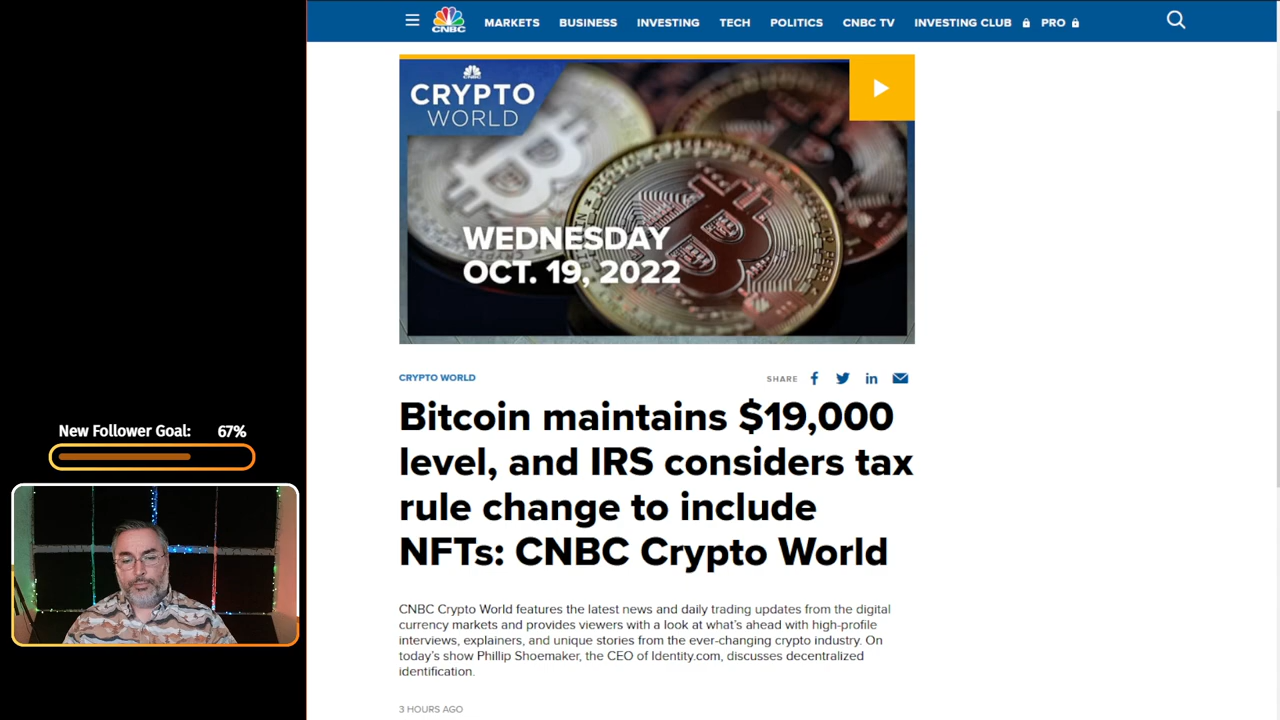 CNBC
MARKETS BUSINESS INVESTING TECH POLITICS CNBC TV INVESTING CLUB PRO
CNBC
CRYPTO
WORLD
WEDNESDAY
OCT. 19, 2022
CRYPTO WORLD
SHARE
Bitcoin maintains $19,000
level, and IRS considers tax
rule change to include
NFTs: CNBC Crypto World
CNBC Crypto World features the latest news and daily trading updates from the digital
currency markets and provides viewers with a look at what's ahead with high-profile
interviews, explainers, and unique stories from the ever-changing crypto industry. On
today's show Phillip Shoemaker, the CEO of Identity.com, discusses decentralized
identification.
3 HOURS AGO
New Follower Goal: 67%